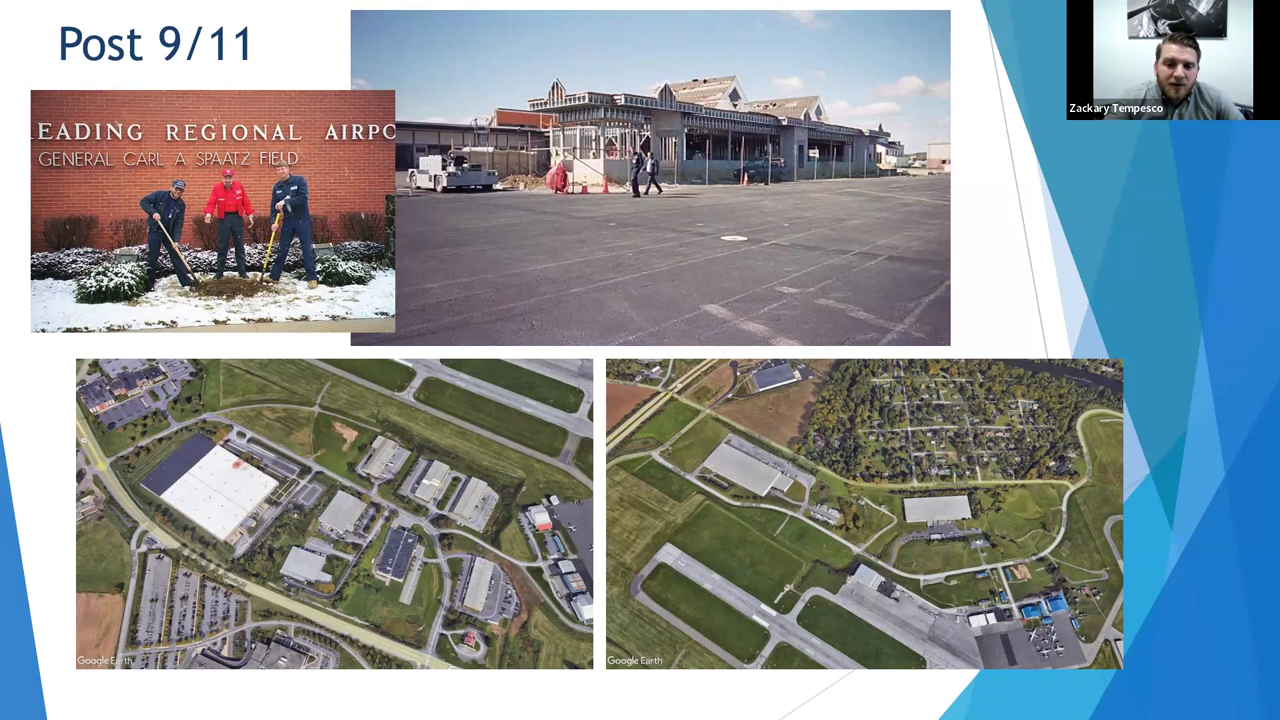 Post 9/11
EADING REGIONAL AIRPO
GENERAL CARL A SPAATZ FIELD
Zackary Tempesco
Google Earth
Google Earth